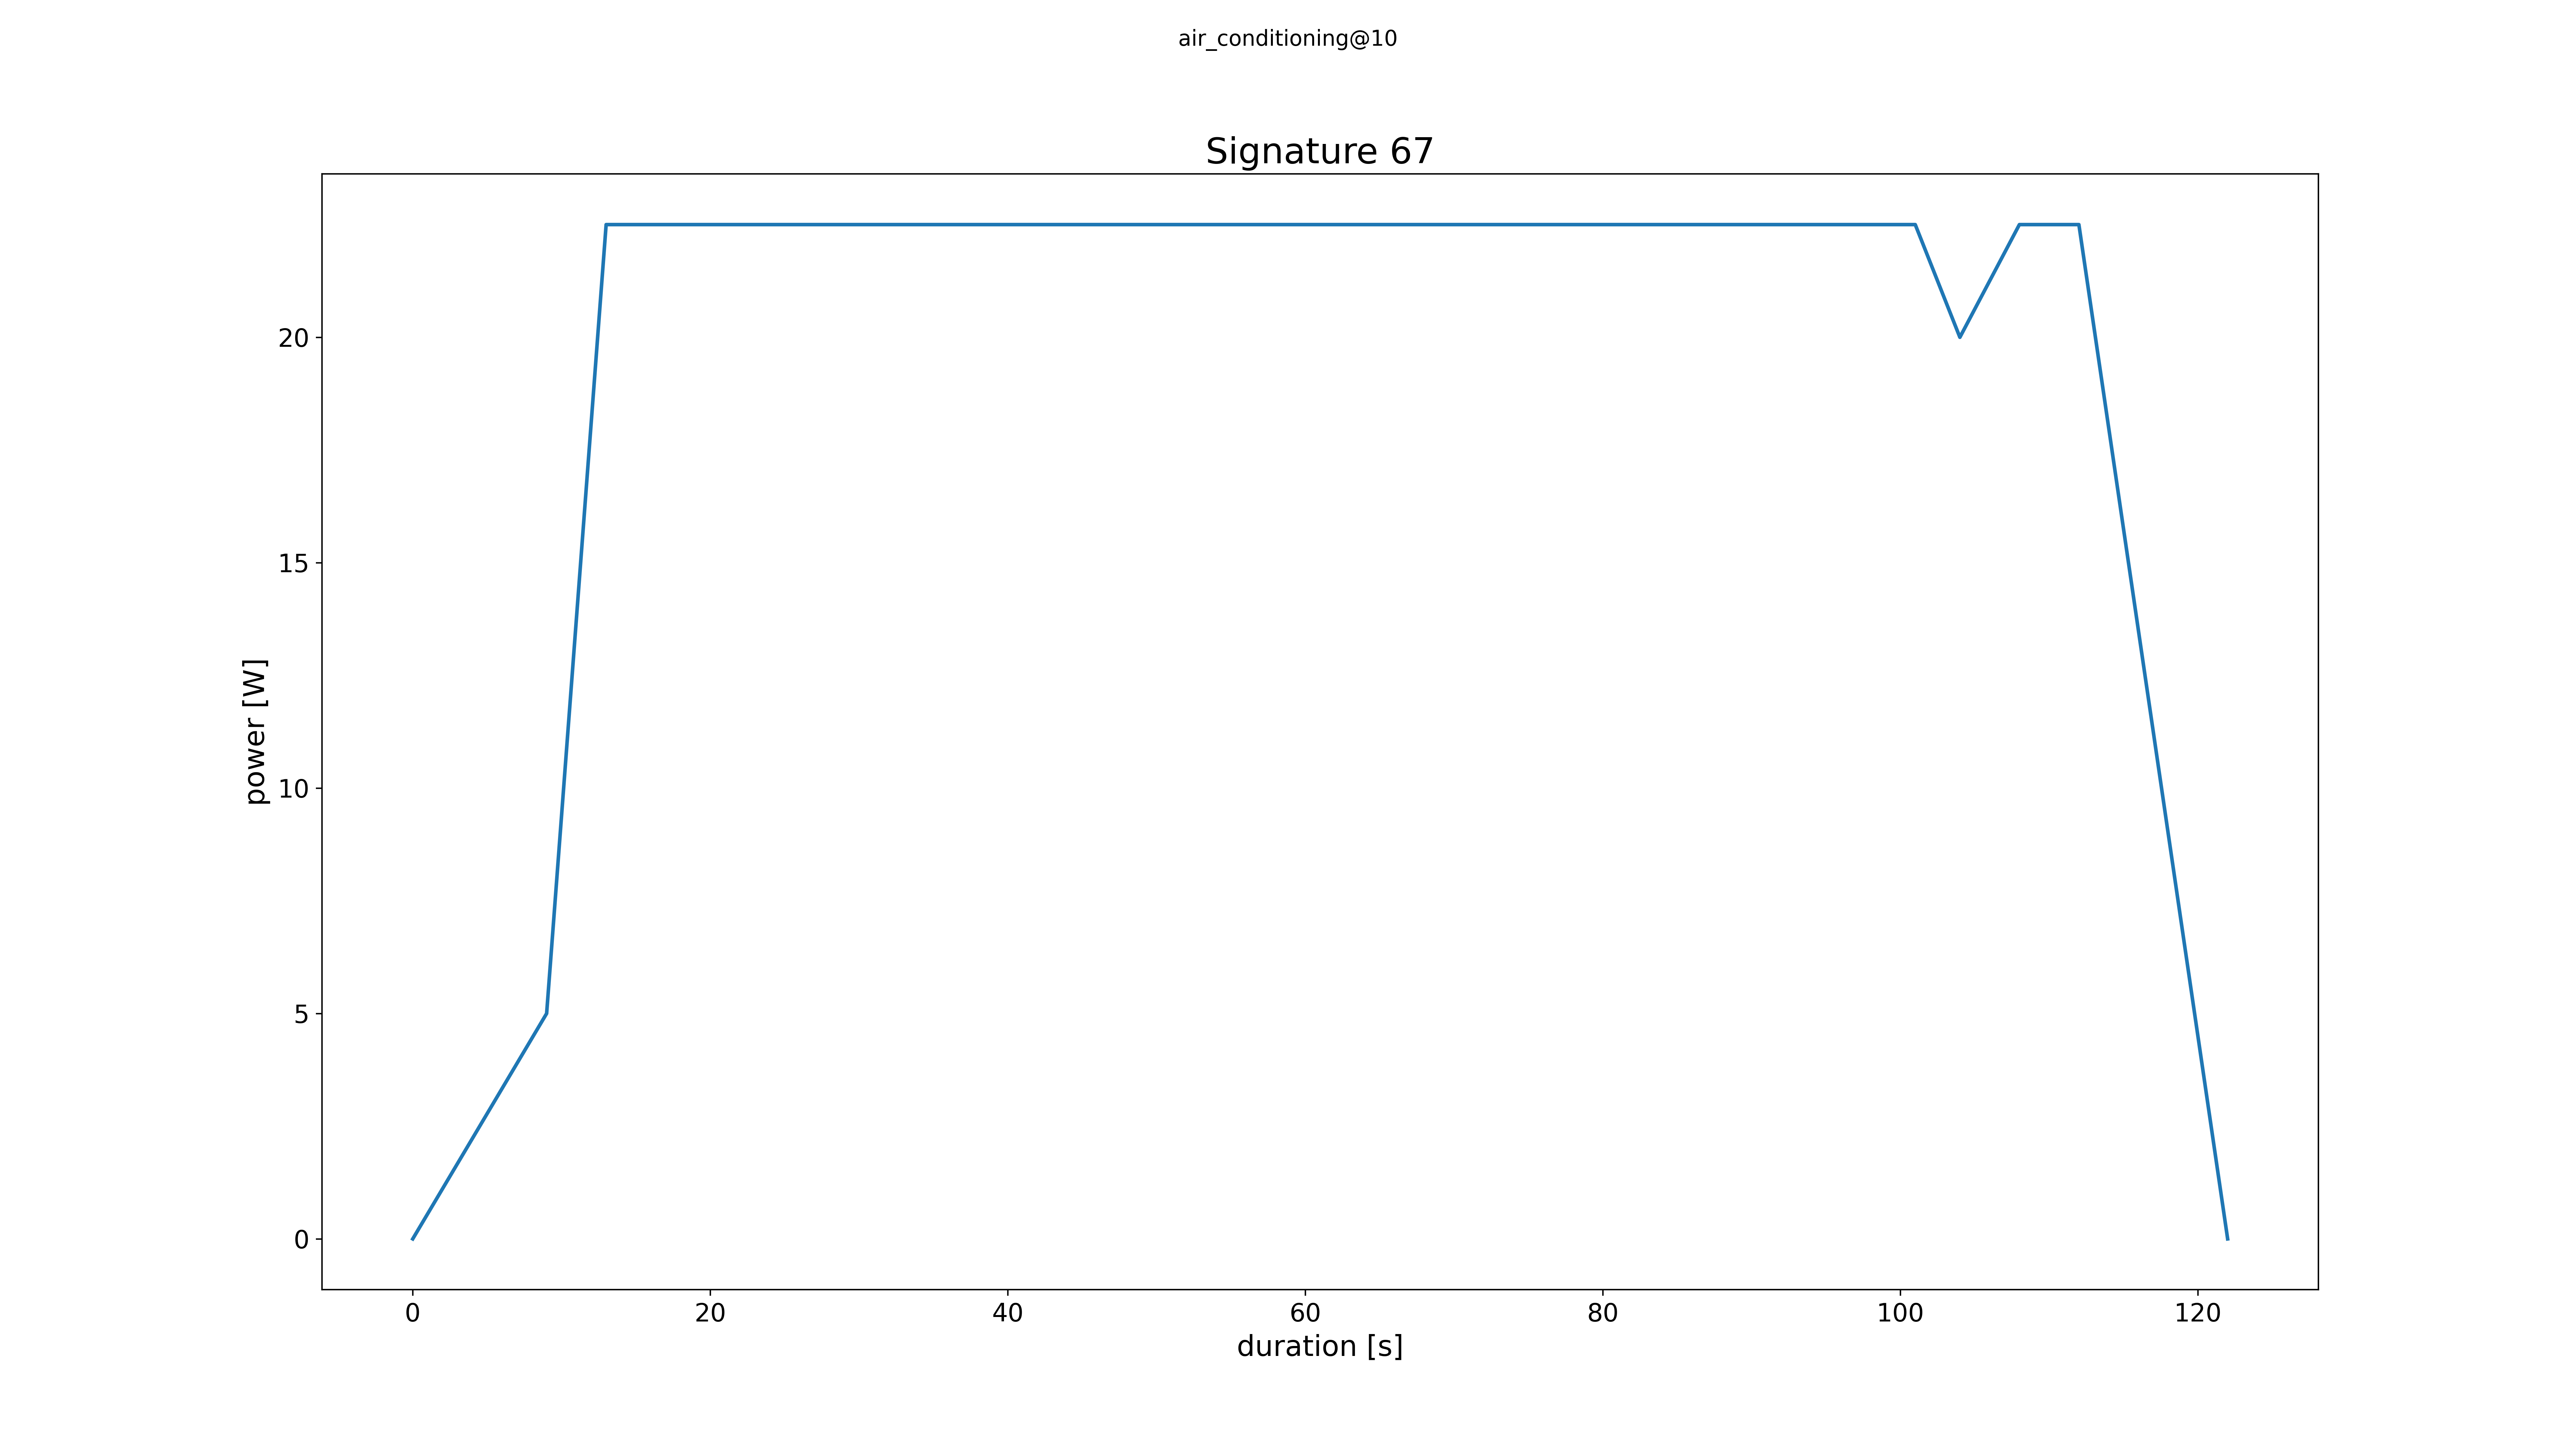 air_conditioning@10
Signature 67
power [W]
20
15
10
5
0
0 20 40 60 80 100 120
duration [s]